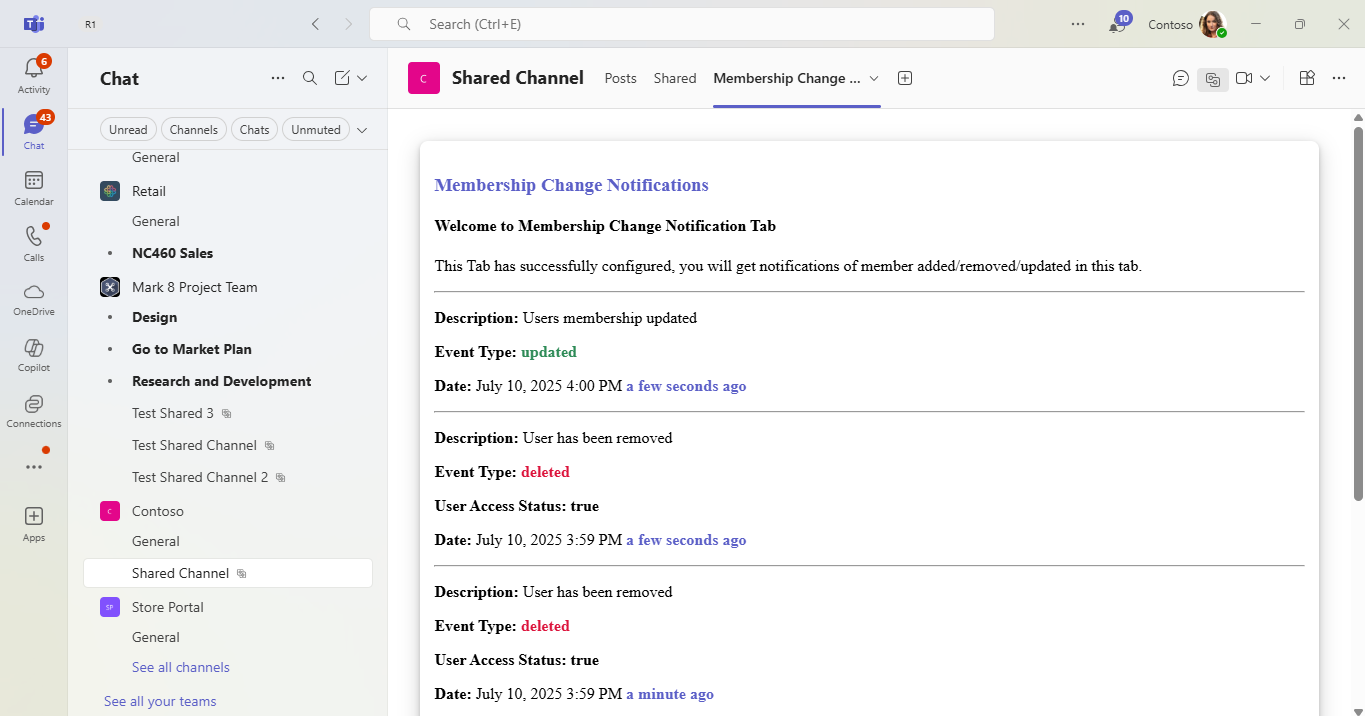 R1
Search (Ctrl+E)
10
Contoso
6
Activity
43
Chat
Calendar
Calls
OneDrive
Copilot
Connections
Apps
Chat
Unread
Channels
Chats
Unmuted
General
Retail
General
NC460 Sales
Mark 8 Project Team
Design
Go to Market Plan
Research and Development
Test Shared 3
Test Shared Channel
Test Shared Channel 2
C
Contoso
General
Shared Channel
SP
Store Portal
General
See all channels
See all your teams
C
Shared Channel
Posts
Shared
Membership Change ...
Membership Change Notifications
Welcome to Membership Change Notification Tab
This Tab has successfully configured, you will get notifications of member added/removed/updated in this tab.
Description: Users membership updated
Event Type: updated
Date: July 10, 2025 4:00 PM a few seconds ago
Description: User has been removed
Event Type: deleted
User Access Status: true
Date: July 10, 2025 3:59 PM a few seconds ago
Description: User has been removed
Event Type: deleted
User Access Status: true
Date: July 10, 2025 3:59 PM a minute ago